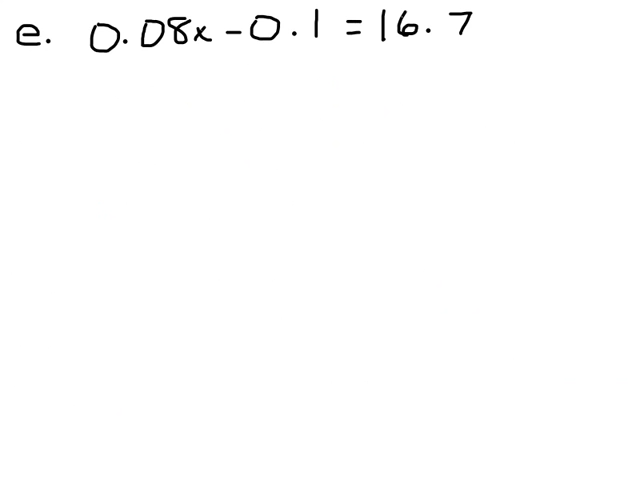 e. 0.08x - 0.1 = 16.7